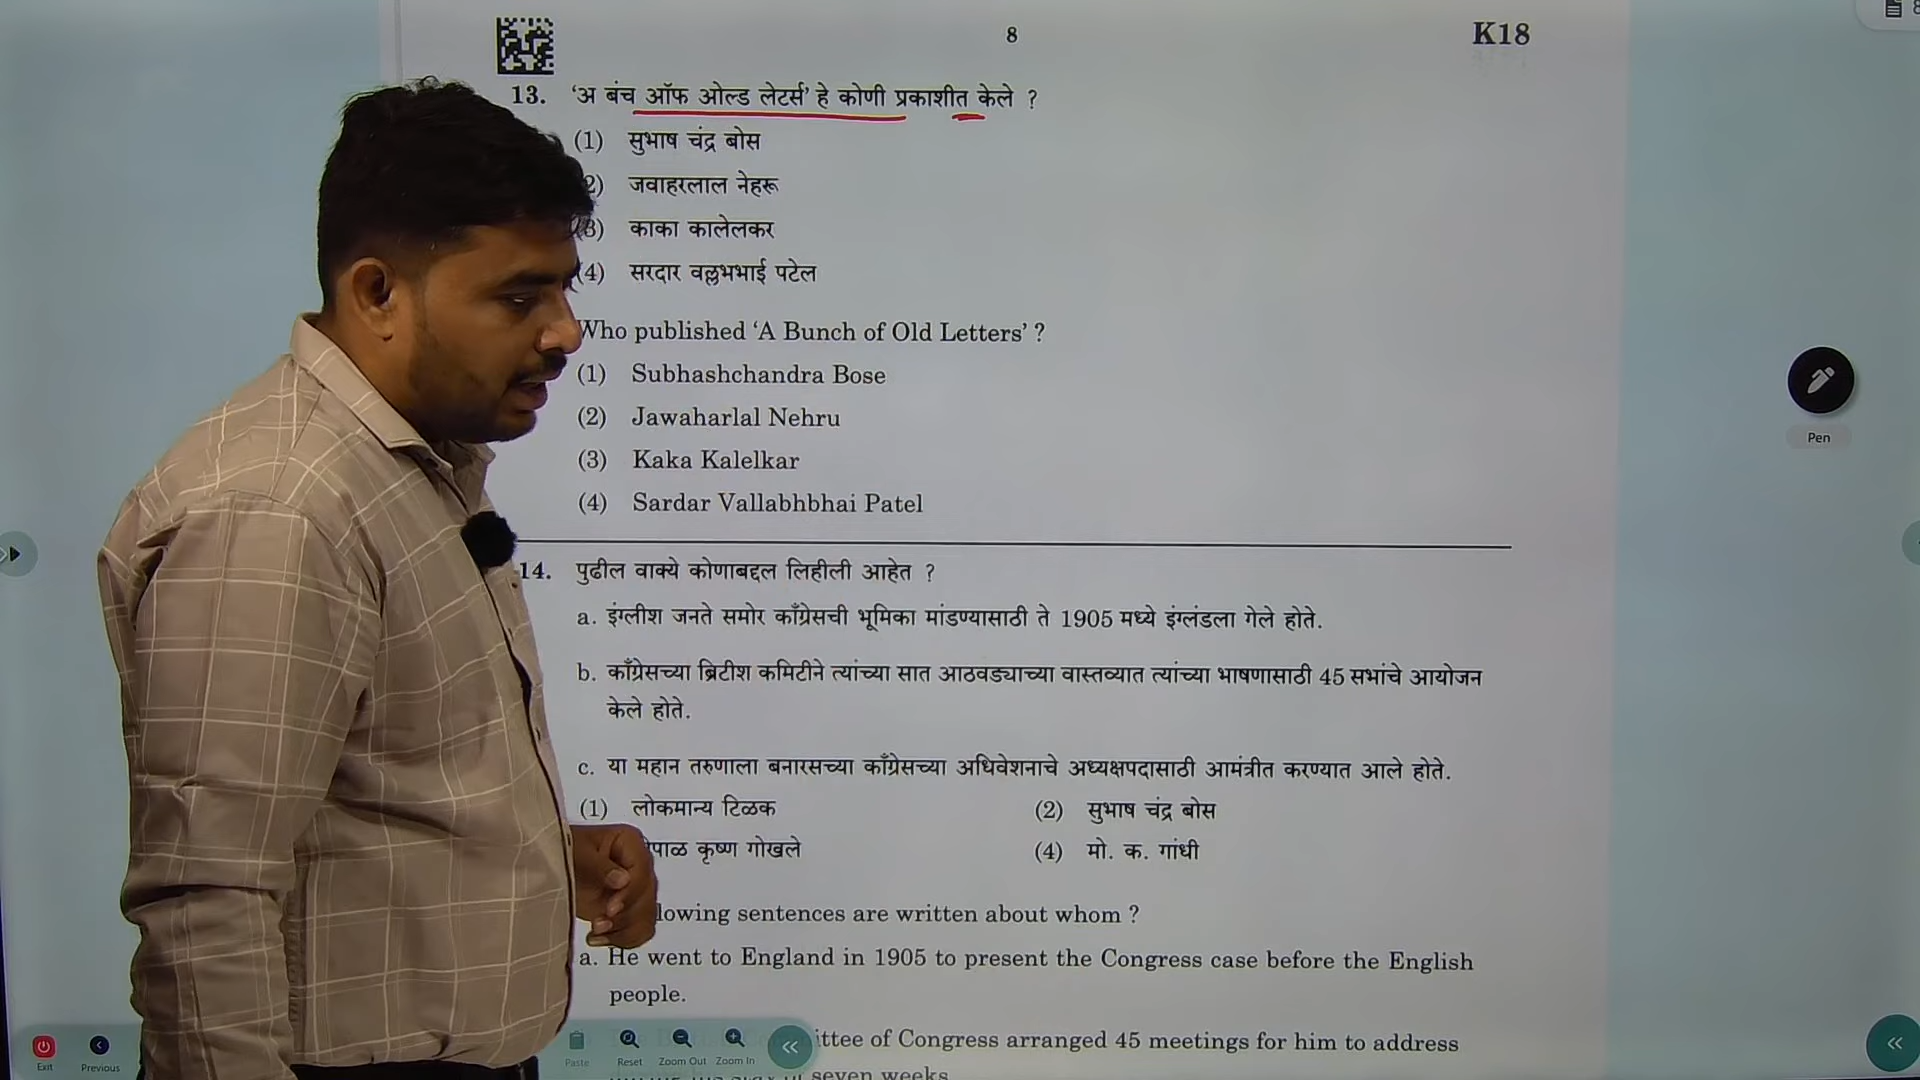 8
K18
8
13. 'अ बंच ऑफ ओल्ड लेटर्स' हे कोणी प्रकाशीत केले ?
(1) सुभाष चंद्र बोस
2) जवाहरलाल नेहरू
(3) काका कालेलकर
(4) सरदार वल्लभभाई पटेल
Who published 'A Bunch of Old Letters' ?
(1) Subhashchandra Bose
(2) Jawaharlal Nehru
(3) Kaka Kalelkar
(4) Sardar Vallabhbhai Patel
Pen
14. पुढील वाक्ये कोणाबद्दल लिहीली आहेत ?
a. इंग्लीश जनते समोर काँग्रेसची भूमिका मांडण्यासाठी ते 1905 मध्ये इंग्लंडला गेले होते.
b. काँग्रेसच्या ब्रिटीश कमिटीने त्यांच्या सात आठवड्याच्या वास्तव्यात त्यांच्या भाषणासाठी 45 सभांचे आयोजन
केले होते.
c. या महान तरुणाला बनारसच्या काँग्रेसच्या अधिवेशनाचे अध्यक्षपदासाठी आमंत्रीत करण्यात आले होते.
(1) लोकमान्य टिळक (2) सुभाष चंद्र बोस
कृष्ण गोखले (4) मो. क. गांधी
lowing sentences are written about whom ?
a. He went to England in 1905 to present the Congress case before the English
people.
ittee of Congress arranged 45 meetings for him to address
seven weeks
Exit Previous Paste Reset Zoom Out Zoom In